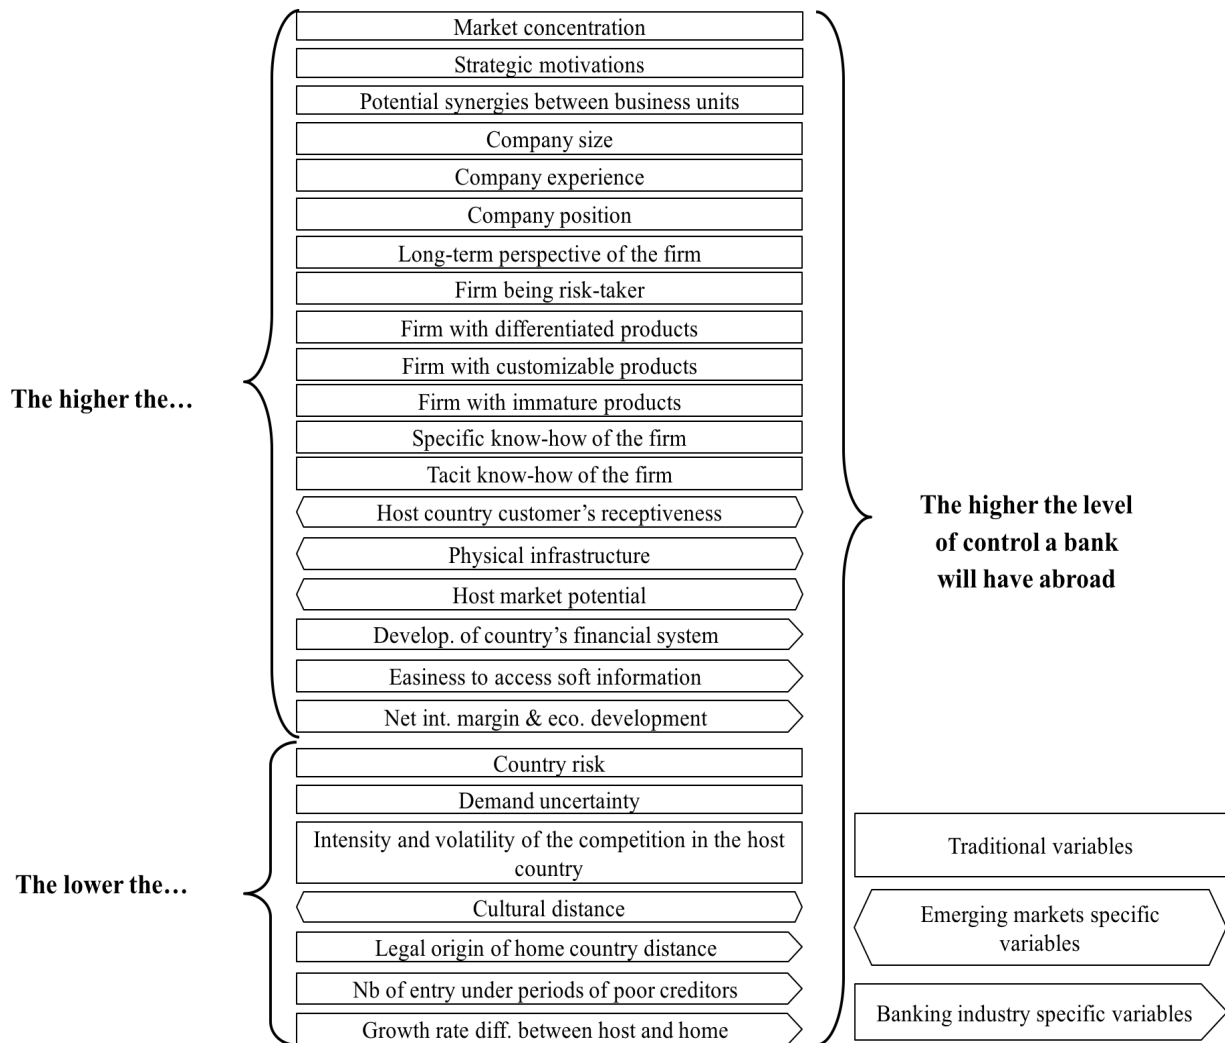 Market concentration
Strategic motivations
Potential synergies between business units
Company size
Company experience
Company position
Long-term perspective of the firm
Firm being risk-taker
Firm with differentiated products
Firm with customizable products
The higher the…
Firm with immature products
Specific know-how of the firm
Tacit know-how of the firm
Host country customer’s receptiveness
Physical infrastructure
Host market potential
Develop. of country’s financial system
Easiness to access soft information
Net int. margin & eco. development
The higher the level
of control a bank
will have abroad
Country risk
Demand uncertainty
Intensity and volatility of the competition in the host
country
The lower the…
Cultural distance
Legal origin of home country distance
Nb of entry under periods of poor creditors
Growth rate diff. between host and home
Traditional variables
Emerging markets specific
variables
Banking industry specific variables